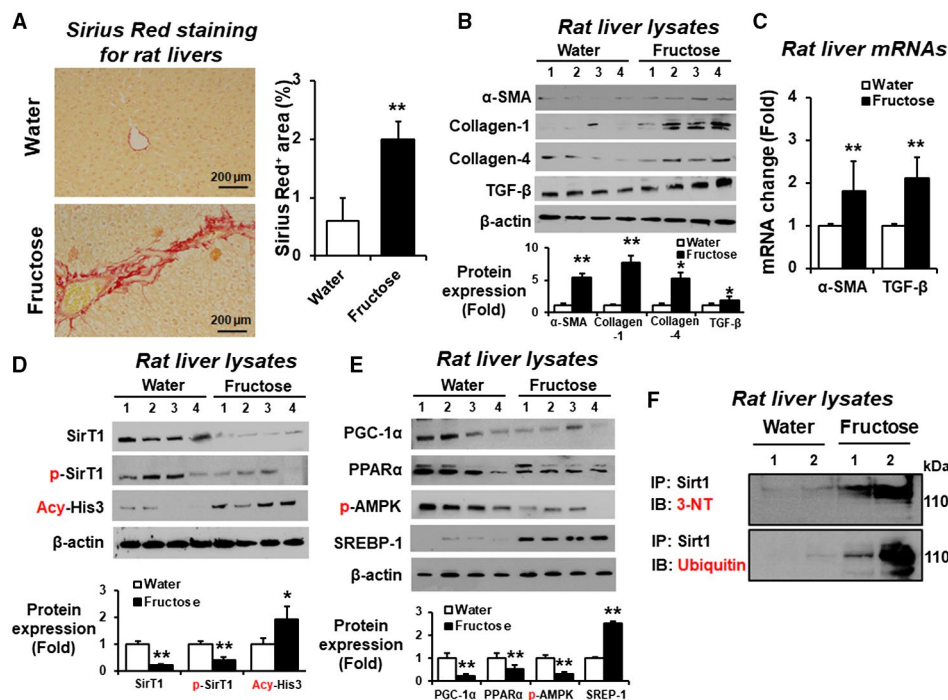 A
Sirius Red staining
for rat livers
Water
200 μm
Fructose
200 μm
Sirius Red⁺ area (%)
3
2
1
0
**
Water
Fructose
B
Rat liver lysates
Water
Fructose
1 2 3 4 1 2 3 4
α-SMA
Collagen-1
Collagen-4
TGF-β
β-actin
Protein
expression
(Fold)
10
5
0
Water
Fructose
** ** * *
α-SMA Collagen Collagen TGF-β
-1 -4
C
Rat liver mRNAs
mRNA change (Fold)
4
3
2
1
0
Water
Fructose
** **
α-SMA TGF-β
D
Rat liver lysates
Water
Fructose
1 2 3 4 1 2 3 4
SirT1
p-SirT1
Acy-His3
β-actin
Protein
expression
(Fold)
3
2
1
0
Water
Fructose
** ** *
SirT1 p-SirT1 Acy-His3
E
Rat liver lysates
Water
Fructose
1 2 3 4 1 2 3 4
PGC-1α
PPARα
p-AMPK
SREBP-1
β-actin
Protein
expression
(Fold)
3
2
1
0
Water
Fructose
** ** ** **
PGC-1α PPARα p-AMPK SREP-1
F
Rat liver lysates
Water
Fructose
1 2 1 2
kDa
IP: Sirt1
IB: 3-NT
110
IP: Sirt1
IB: Ubiquitin
110